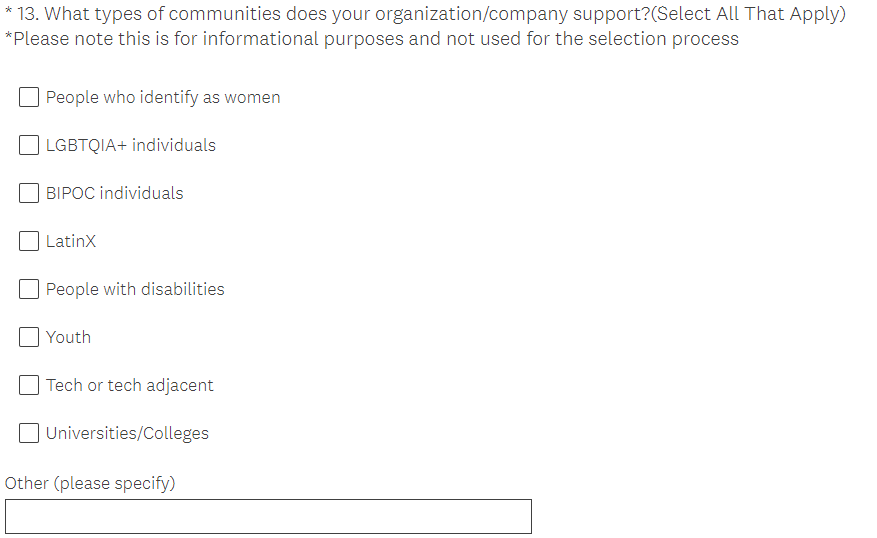 * 13. What types of communities does your organization/company support?(Select All That Apply)
*Please note this is for informational purposes and not used for the selection process
People who identify as women
LGBTQIA+ individuals
BIPOC individuals
LatinX
People with disabilities
Youth
Tech or tech adjacent
Universities/Colleges
Other (please specify)